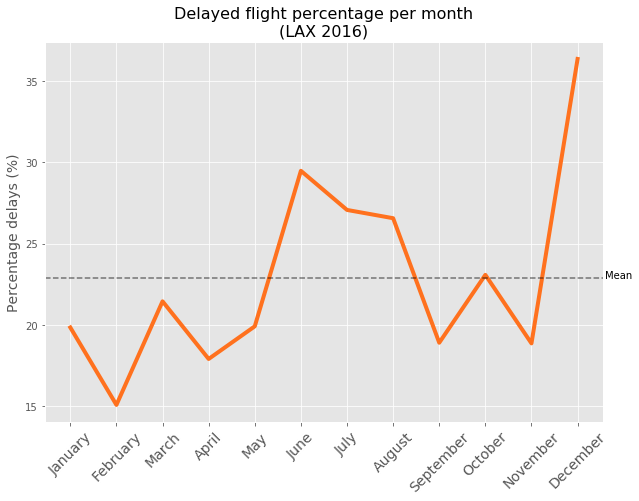 Delayed flight percentage per month
(LAX 2016)
Percentage delays (%)
35
30
25
20
15
Mean
January
February
March
April
May
June
July
August
September
October
November
December